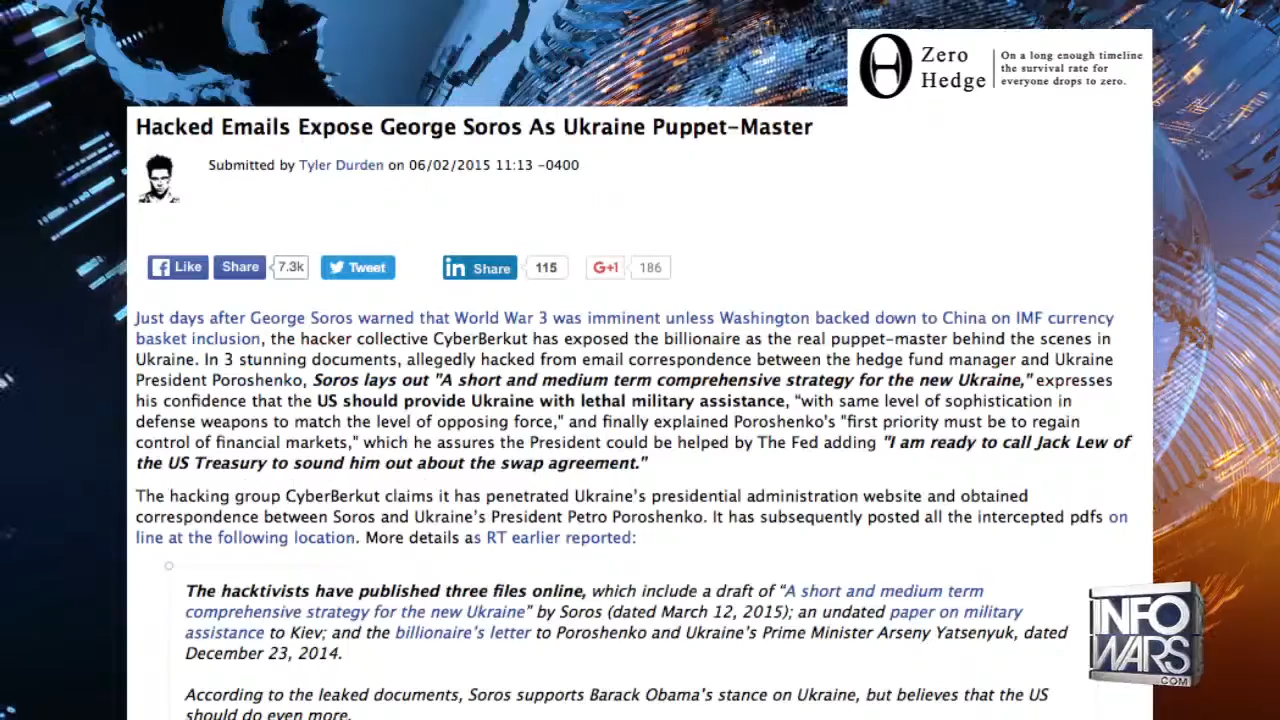 Zero
Hedge
On a long enough timeline
the survival rate for
everyone drops to zero.
Hacked Emails Expose George Soros As Ukraine Puppet-Master
Submitted by Tyler Durden on 06/02/2015 11:13 -0400
Like Share 7.3k Tweet Share 115 G+1 186
Just days after George Soros warned that World War 3 was imminent unless Washington backed down to China on IMF currency
basket inclusion, the hacker collective CyberBerkut has exposed the billionaire as the real puppet-master behind the scenes in
Ukraine. In 3 stunning documents, allegedly hacked from email correspondence between the hedge fund manager and Ukraine
President Poroshenko, Soros lays out "A short and medium term comprehensive strategy for the new Ukraine," expresses
his confidence that the US should provide Ukraine with lethal military assistance, "with same level of sophistication in
defense weapons to match the level of opposing force," and finally explained Poroshenko's "first priority must be to regain
control of financial markets," which he assures the President could be helped by The Fed adding "I am ready to call Jack Lew of
the US Treasury to sound him out about the swap agreement."
The hacking group CyberBerkut claims it has penetrated Ukraine's presidential administration website and obtained
correspondence between Soros and Ukraine's President Petro Poroshenko. It has subsequently posted all the intercepted pdfs on
line at the following location. More details as RT earlier reported:
The hacktivists have published three files online, which include a draft of "A short and medium term
comprehensive strategy for the new Ukraine" by Soros (dated March 12, 2015); an undated paper on military
assistance to Kiev; and the billionaire's letter to Poroshenko and Ukraine's Prime Minister Arseny Yatsenyuk, dated
December 23, 2014.
According to the leaked documents, Soros supports Barack Obama's stance on Ukraine, but believes that the US
should do even more.
INFO
WARS
.COM